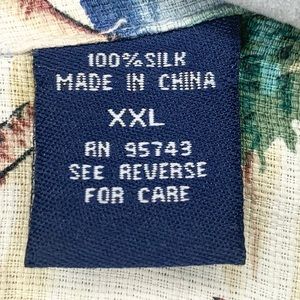 100% SILK
MADE IN CHINA
XXL
RN 95743
SEE REVERSE
FOR CARE